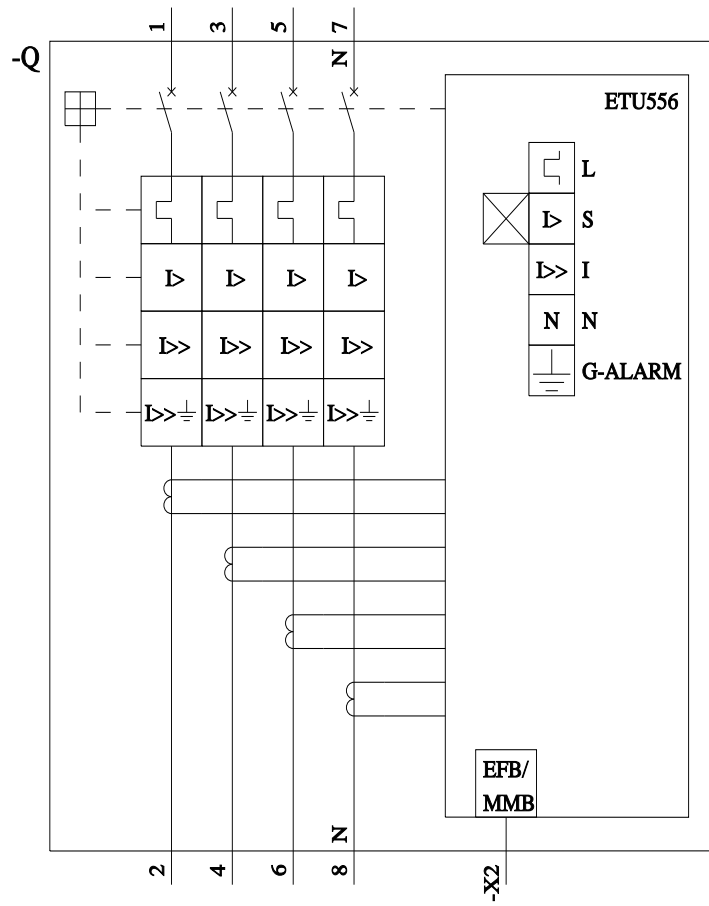 1 3 5 7
-Q
N
ETU556
L
I> S
I> I> I> I>
I>> I
N N
I>> I>> I>> I>>
G-ALARM
I>> I>> I>> I>>
EFB/
MMB
N
2 4 6 8
-X2